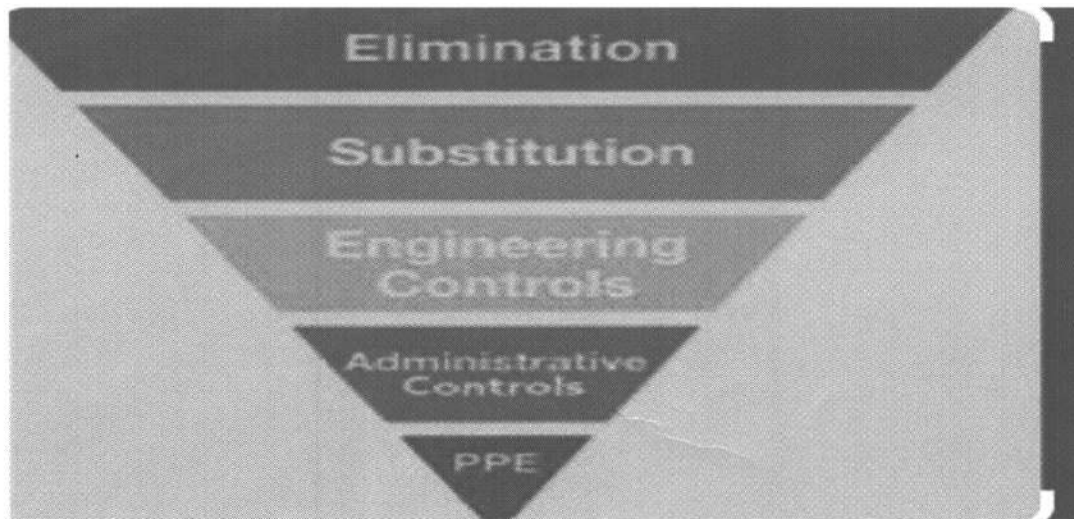 Elimination
Substitution
Engineering
Controls
Administrative
Controls
PPE